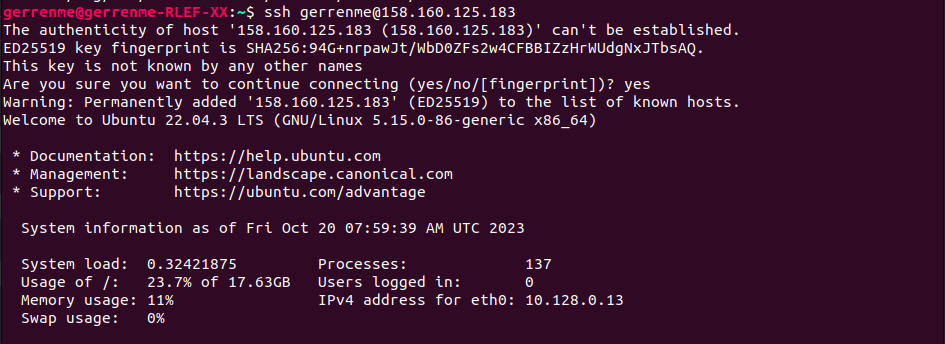 gerrenme@gerrenme-RLEF-XX:~$ ssh gerrenme@158.160.125.183
The authenticity of host '158.160.125.183 (158.160.125.183)' can't be established.
ED25519 key fingerprint is SHA256:94G+nrpawJt/WbD0ZFs2w4CFBBIZzHrWUdgNxJTbsAQ.
This key is not known by any other names
Are you sure you want to continue connecting (yes/no/[fingerprint])? yes
Warning: Permanently added '158.160.125.183' (ED25519) to the list of known hosts.
Welcome to Ubuntu 22.04.3 LTS (GNU/Linux 5.15.0-86-generic x86_64)
* Documentation:  https://help.ubuntu.com
* Management:     https://landscape.canonical.com
* Support:        https://ubuntu.com/advantage
System information as of Fri Oct 20 07:59:39 AM UTC 2023
System load:  0.32421875         Processes:             137
Usage of /:   23.7% of 17.63GB   Users logged in:       0
Memory usage: 11%                IPv4 address for eth0: 10.128.0.13
Swap usage:   0%